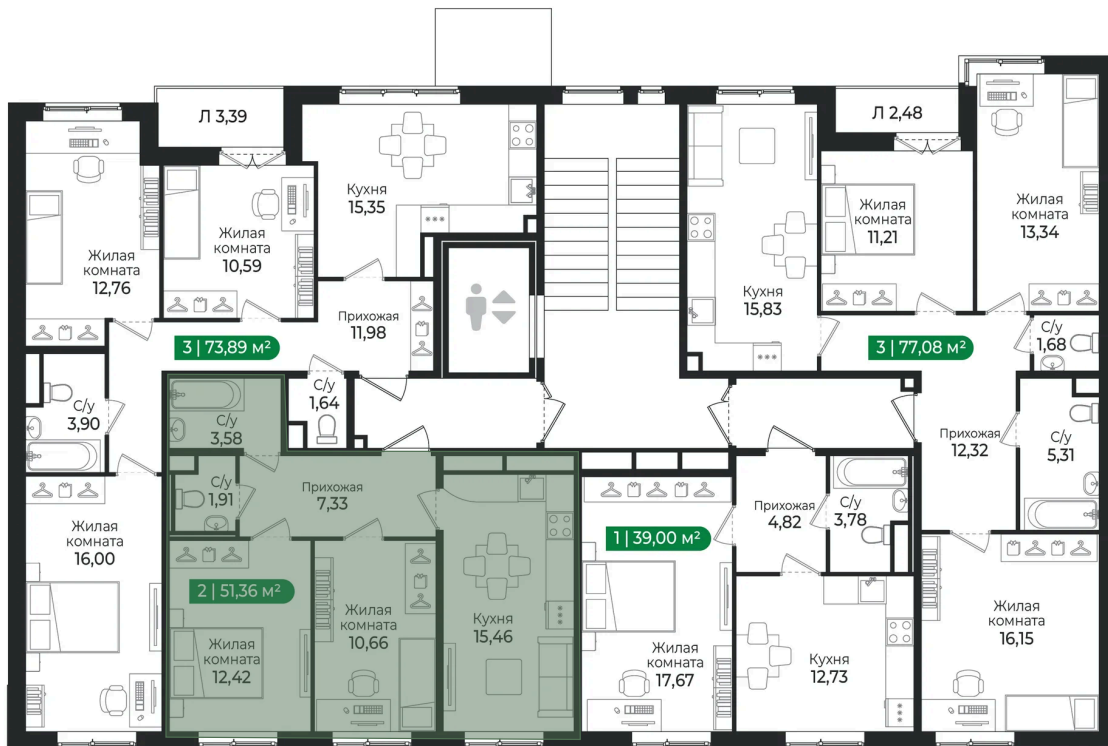 Л 3,39
Жилая
комната
12,76
Жилая
комната
10,59
Кухня
15,35
Прихожая
11,98
3 | 73,89 м²
С/у
3,90
С/у
1,64
Жилая
комната
16,00
С/у
3,58
С/у
1,91
Прихожая
7,33
2 | 51,36 м²
Жилая
комната
12,42
Жилая
комната
10,66
Кухня
15,46
1 | 39,00 м²
Жилая
комната
17,67
Прихожая
4,82
С/у
3,78
Кухня
12,73
Л 2,48
Кухня
15,83
Жилая
комната
11,21
Жилая
комната
13,34
3 | 77,08 м²
С/у
1,68
Прихожая
12,32
С/у
5,31
Жилая
комната
16,15